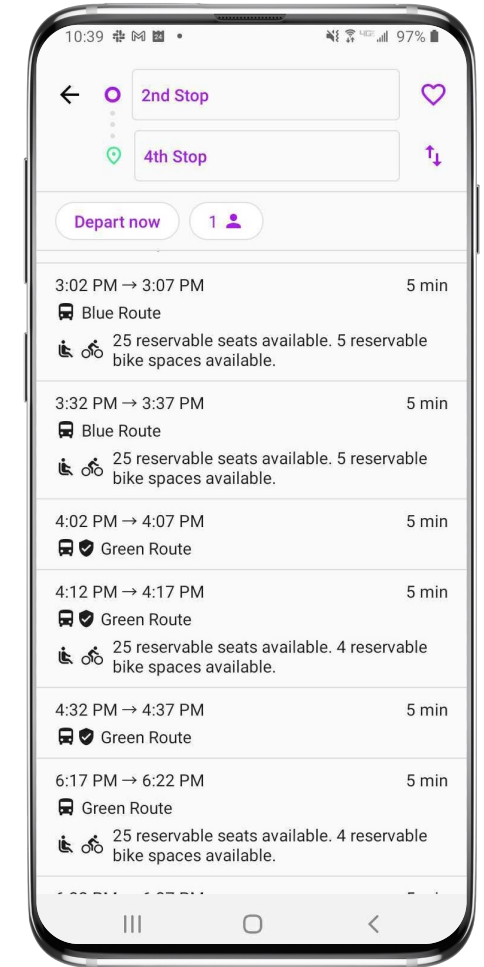 10:39
LTE
97%
2nd Stop
4th Stop
Depart now
1
3:02 PM → 3:07 PM
5 min
Blue Route
25 reservable seats available. 5 reservable
bike spaces available.
3:32 PM → 3:37 PM
5 min
Blue Route
25 reservable seats available. 5 reservable
bike spaces available.
4:02 PM → 4:07 PM
5 min
Green Route
4:12 PM → 4:17 PM
5 min
Green Route
25 reservable seats available. 4 reservable
bike spaces available.
4:32 PM → 4:37 PM
5 min
Green Route
6:17 PM → 6:22 PM
5 min
Green Route
25 reservable seats available. 4 reservable
bike spaces available.